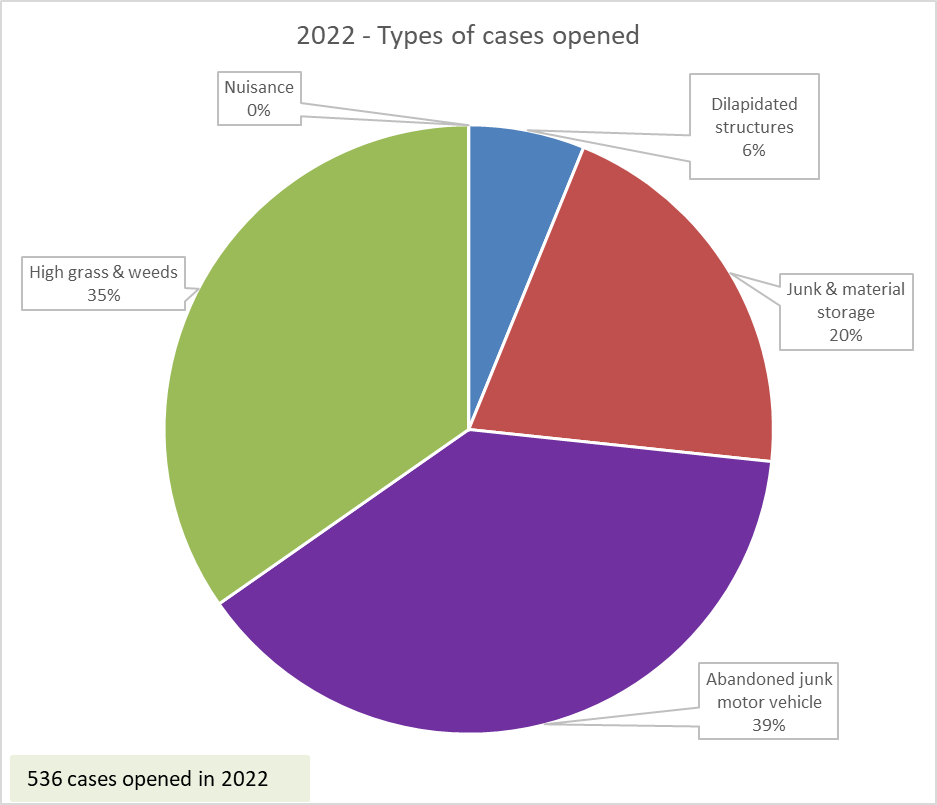 2022 - Types of cases opened
Nuisance
0%
Dilapidated
structures
6%
High grass & weeds
35%
Junk & material
storage
20%
Abandoned junk
motor vehicle
39%
536 cases opened in 2022